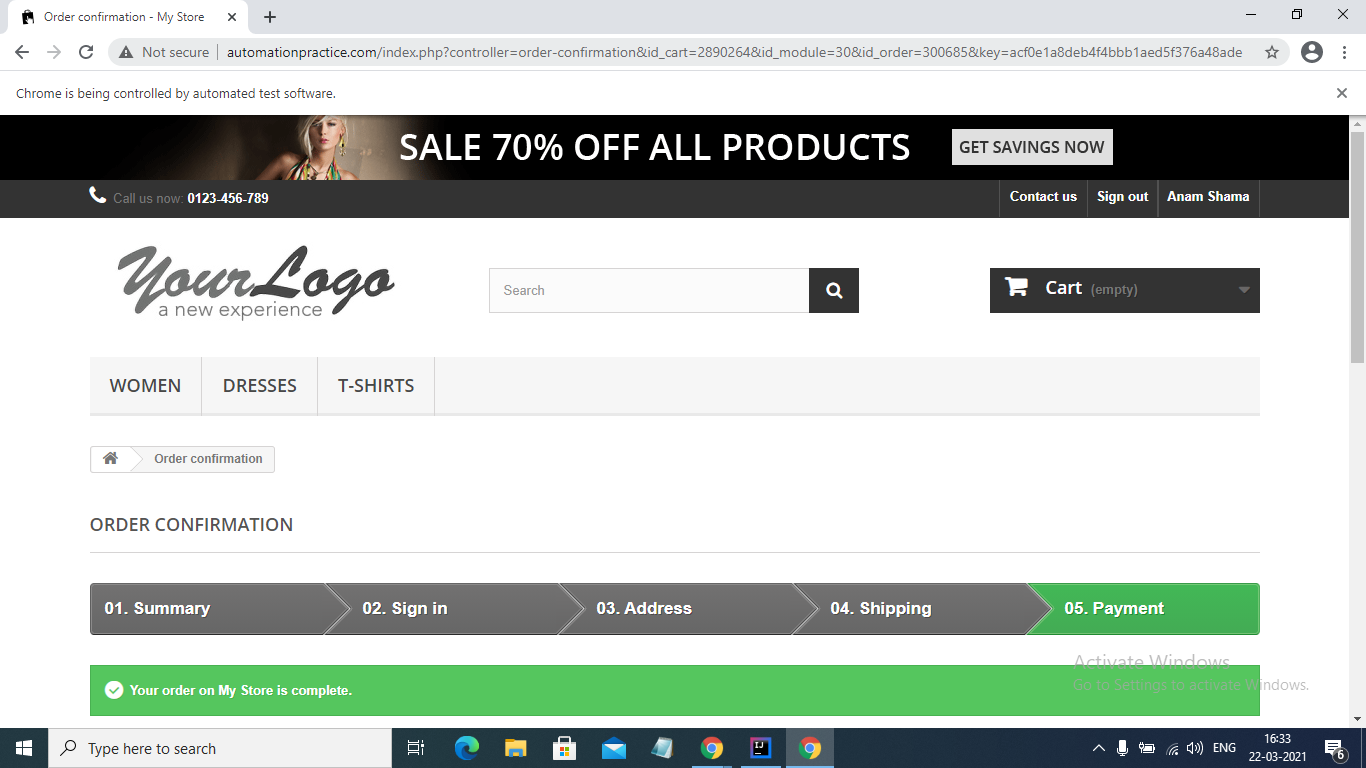 Order confirmation - My Store
Not secure automationpractice.com/index.php?controller=order-confirmation&id_cart=2890264&id_module=30&id_order=300685&key=acf0e1a8deb4f4bbb1aed5f376a48ade
Chrome is being controlled by automated test software.
SALE 70% OFF ALL PRODUCTS GET SAVINGS NOW
Call us now: 0123-456-789 Contact us Sign out Anam Shama
YourLogo
a new experience
Search Cart (empty)
WOMEN DRESSES T-SHIRTS
Order confirmation
ORDER CONFIRMATION
01. Summary 02. Sign in 03. Address 04. Shipping 05. Payment
Your order on My Store is complete.
Activate Windows
Go to Settings to activate Windows.
Type here to search ENG 16:33
22-03-2021 6